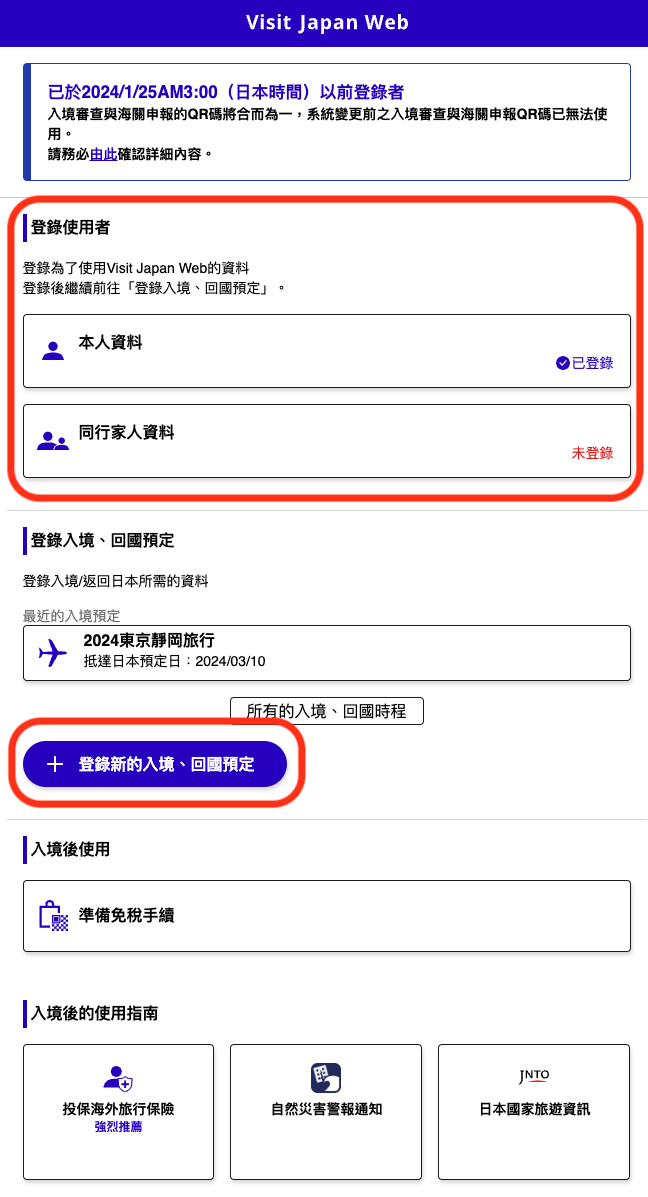 Visit Japan Web
已於2024/1/25AM3:00（日本時間）以前登錄者
入境審查與海關申報的QR碼將合而為一，系統變更前之入境審查與海關申報QR碼已無法使
用。
請務必由此確認詳細內容。
登錄使用者
登錄為了使用Visit Japan Web的資料
登錄後繼續前往「登錄入境、回國預定」。
本人資料
已登錄
同行家人資料
未登錄
登錄入境、回國預定
登錄入境/返回日本所需的資料
最近的入境預定
2024東京靜岡旅行
抵達日本預定日：2024/03/10
所有的入境、回國時程
登錄新的入境、回國預定
入境後使用
準備免稅手續
入境後的使用指南
投保海外旅行保險
強烈推薦
自然災害警報通知
JNTO
日本國家旅遊資訊